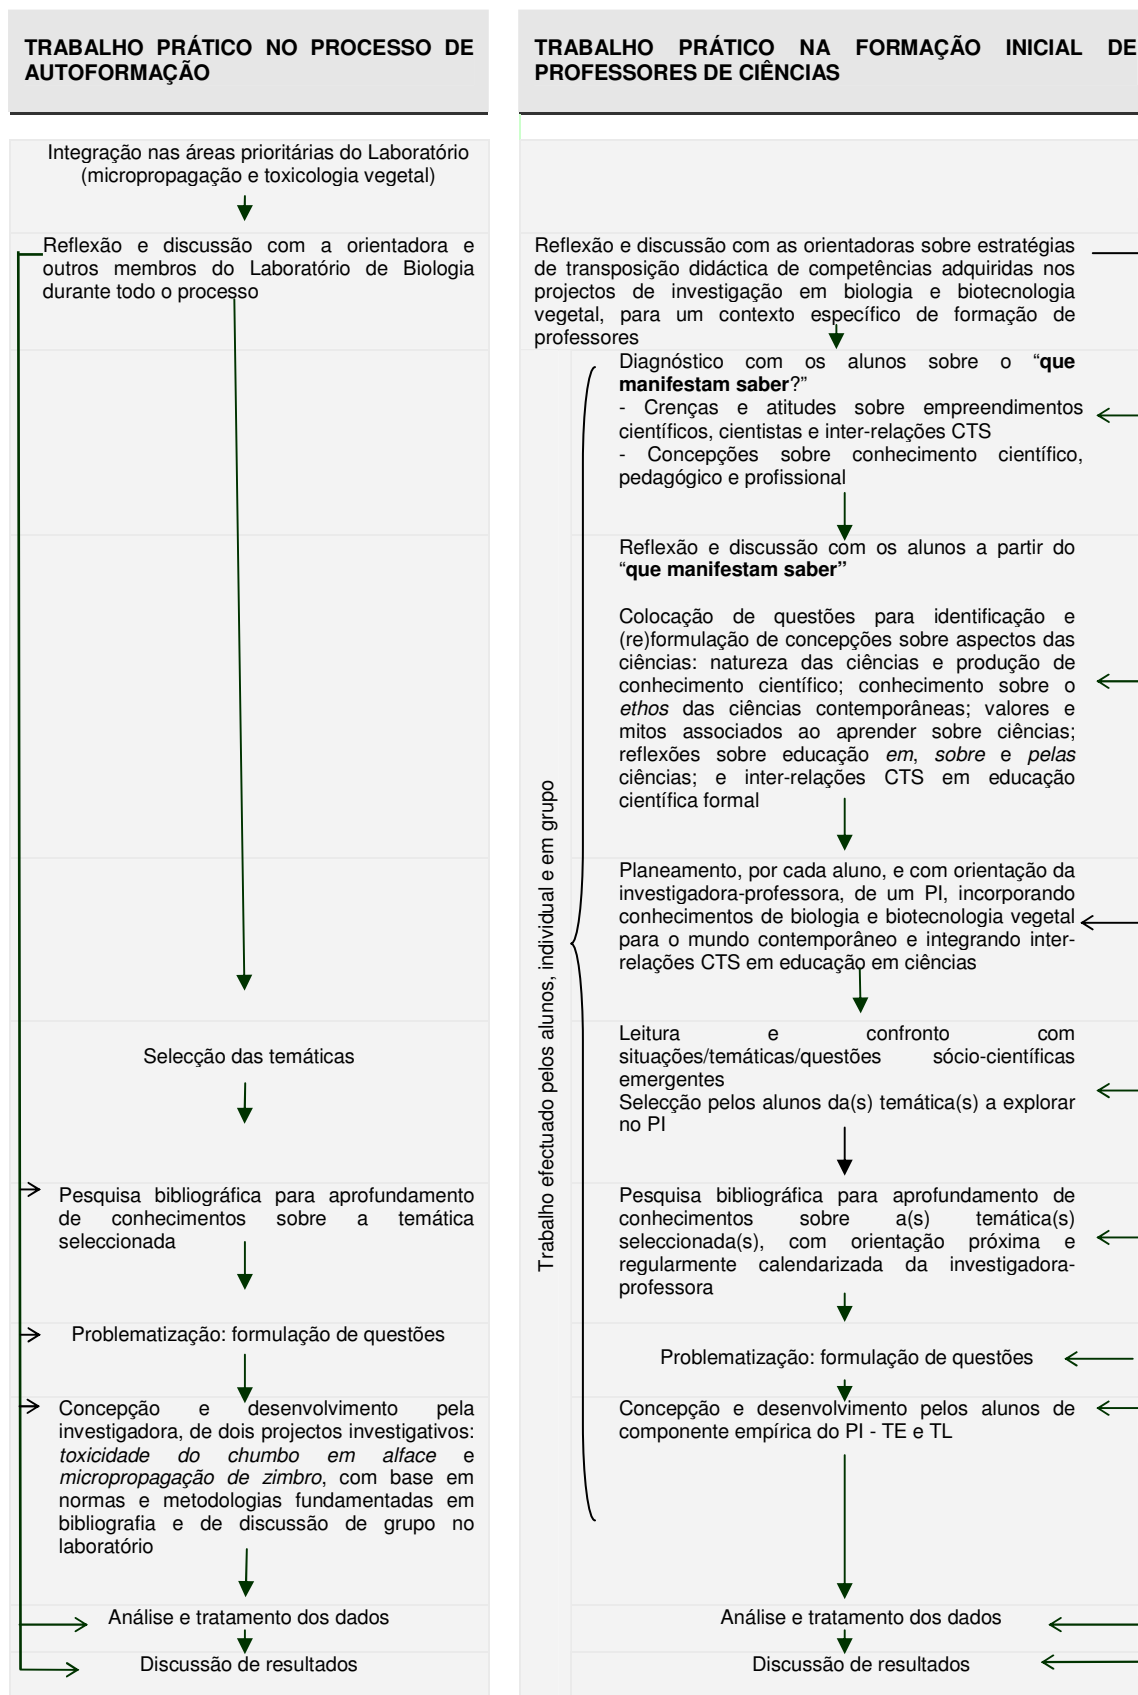 TRABALHO PRÁTICO NO PROCESSO DE
AUTOFORMAÇÃO
Integração nas áreas prioritárias do Laboratório
(micropropagação e toxicologia vegetal)
Reflexão e discussão com a orientadora e
outros membros do Laboratório de Biologia
durante todo o processo
Selecção das temáticas
Pesquisa bibliográfica para aprofundamento
de conhecimentos sobre a temática
seleccionada
Problematização: formulação de questões
Concepção e desenvolvimento pela
investigadora, de dois projectos investigativos:
toxicidade do chumbo em alface e
micropropagação de zimbro, com base em
normas e metodologias fundamentadas em
bibliografia e de discussão de grupo no
laboratório
Análise e tratamento dos dados
Discussão de resultados
TRABALHO PRÁTICO NA FORMAÇÃO INICIAL DE
PROFESSORES DE CIÊNCIAS
Reflexão e discussão com as orientadoras sobre estratégias
de transposição didáctica de competências adquiridas nos
projectos de investigação em biologia e biotecnologia
vegetal, para um contexto específico de formação de
professores
Trabalho efectuado pelos alunos, individual e em grupo
Diagnóstico com os alunos sobre o “que
manifestam saber?”
- Crenças e atitudes sobre empreendimentos
científicos, cientistas e inter-relações CTS
- Concepções sobre conhecimento científico,
pedagógico e profissional
Reflexão e discussão com os alunos a partir do
“que manifestam saber”
Colocação de questões para identificação e
(re)formulação de concepções sobre aspectos das
ciências: natureza das ciências e produção de
conhecimento científico; conhecimento sobre o
ethos das ciências contemporâneas; valores e
mitos associados ao aprender sobre ciências;
reflexões sobre educação em, sobre e pelas
ciências; e inter-relações CTS em educação
científica formal
Planeamento, por cada aluno, e com orientação da
investigadora-professora, de um PI, incorporando
conhecimentos de biologia e biotecnologia vegetal
para o mundo contemporâneo e integrando inter-
relações CTS em educação em ciências
Leitura e confronto com
situações/temáticas/questões sócio-científicas
emergentes
Selecção pelos alunos da(s) temática(s) a explorar
no PI
Pesquisa bibliográfica para aprofundamento de
conhecimentos sobre a(s) temática(s)
seleccionada(s), com orientação próxima e
regularmente calendarizada da investigadora-
professora
Problematização: formulação de questões
Concepção e desenvolvimento pelos alunos de
componente empírica do PI - TE e TL
Análise e tratamento dos dados
Discussão de resultados